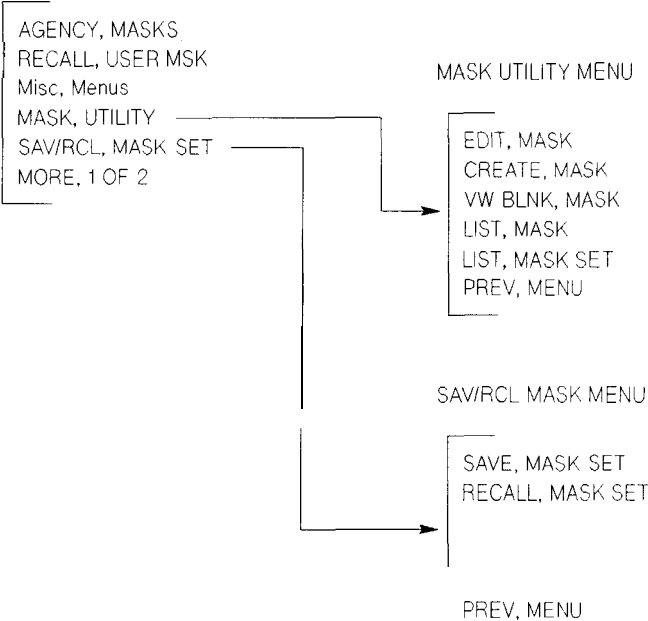 AGENCY, MASKS
RECALL, USER MSK
Misc, Menus
MASK, UTILITY
SAV/RCL, MASK SET
MORE, 1 OF 2
MASK UTILITY MENU
EDIT, MASK
CREATE, MASK
VW BLNK, MASK
LIST, MASK
LIST, MASK SET
PREV, MENU
SAV/RCL MASK MENU
SAVE, MASK SET
RECALL, MASK SET
PREV, MENU